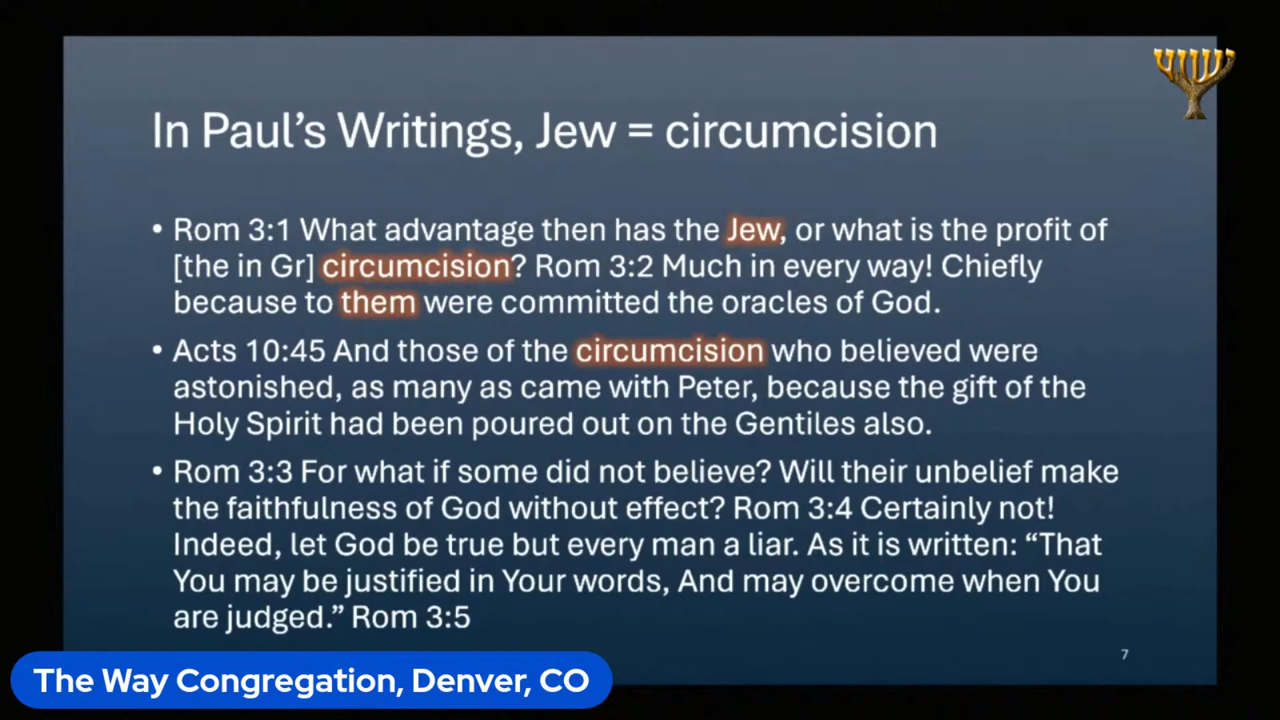 ישוע
In Paul’s Writings, Jew = circumcision
• Rom 3:1 What advantage then has the Jew, or what is the profit of
[the in Gr] circumcision? Rom 3:2 Much in every way! Chiefly
because to them were committed the oracles of God.
• Acts 10:45 And those of the circumcision who believed were
astonished, as many as came with Peter, because the gift of the
Holy Spirit had been poured out on the Gentiles also.
• Rom 3:3 For what if some did not believe? Will their unbelief make
the faithfulness of God without effect? Rom 3:4 Certainly not!
Indeed, let God be true but every man a liar. As it is written: “That
You may be justified in Your words, And may overcome when You
are judged.” Rom 3:5
7
The Way Congregation, Denver, CO